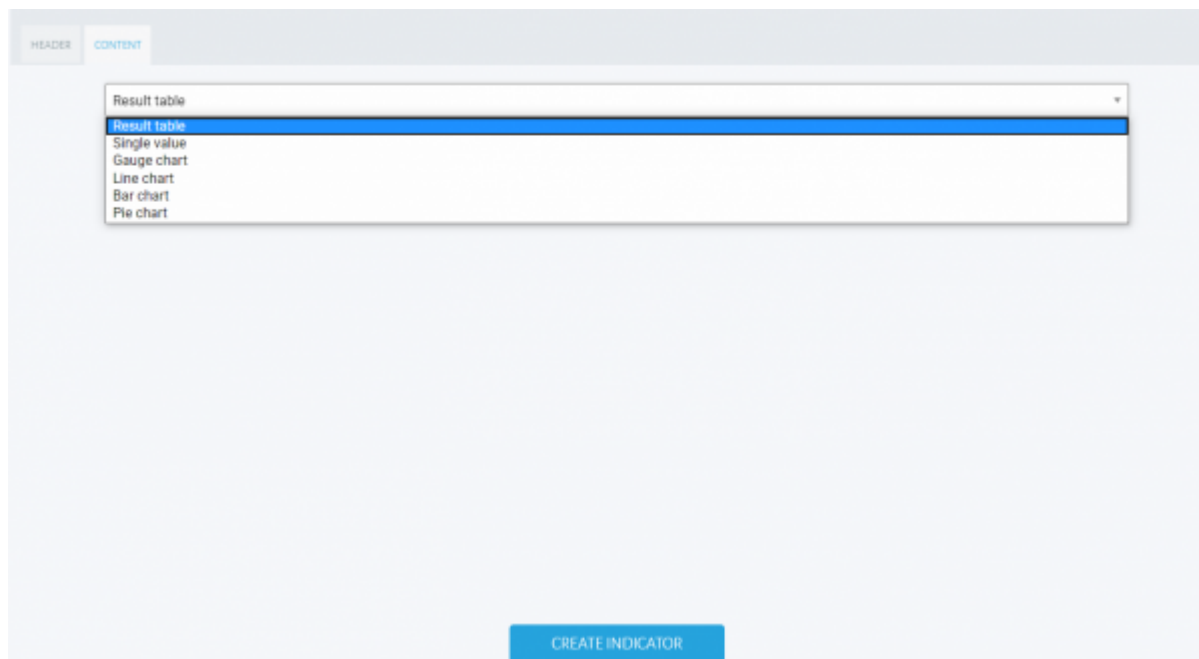 HEADER CONTENT
Result table
Result table
Single value
Gauge chart
Line chart
Bar chart
Pie chart
CREATE INDICATOR